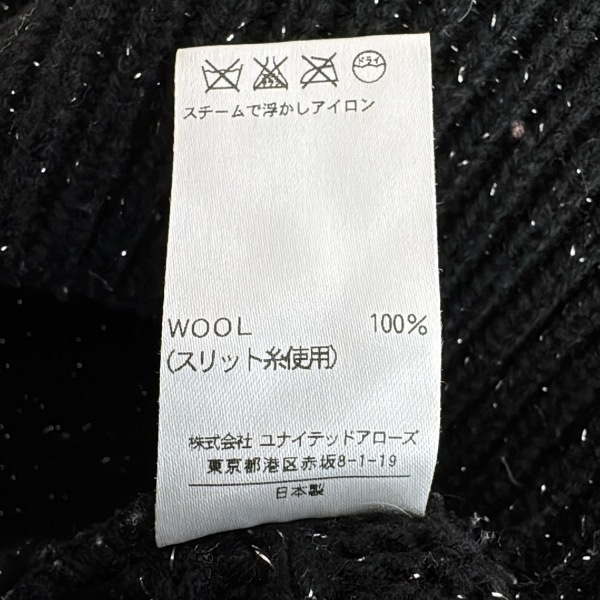 ドライ
スチームで浮かしアイロン
WOOL 100%
(スリット糸使用)
株式会社 ユナイテッドアローズ
東京都港区赤坂8-1-19
日本製